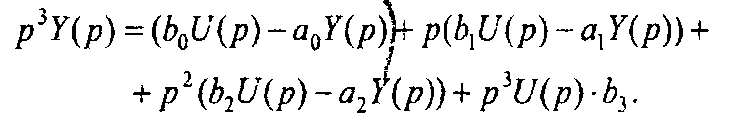 p³Y(p) = (b₀U(p) − a₀Y(p)) + p(b₁U(p) − a₁Y(p)) +
+ p²(b₂U(p) − a₂Y(p)) + p³U(p) · b₃.